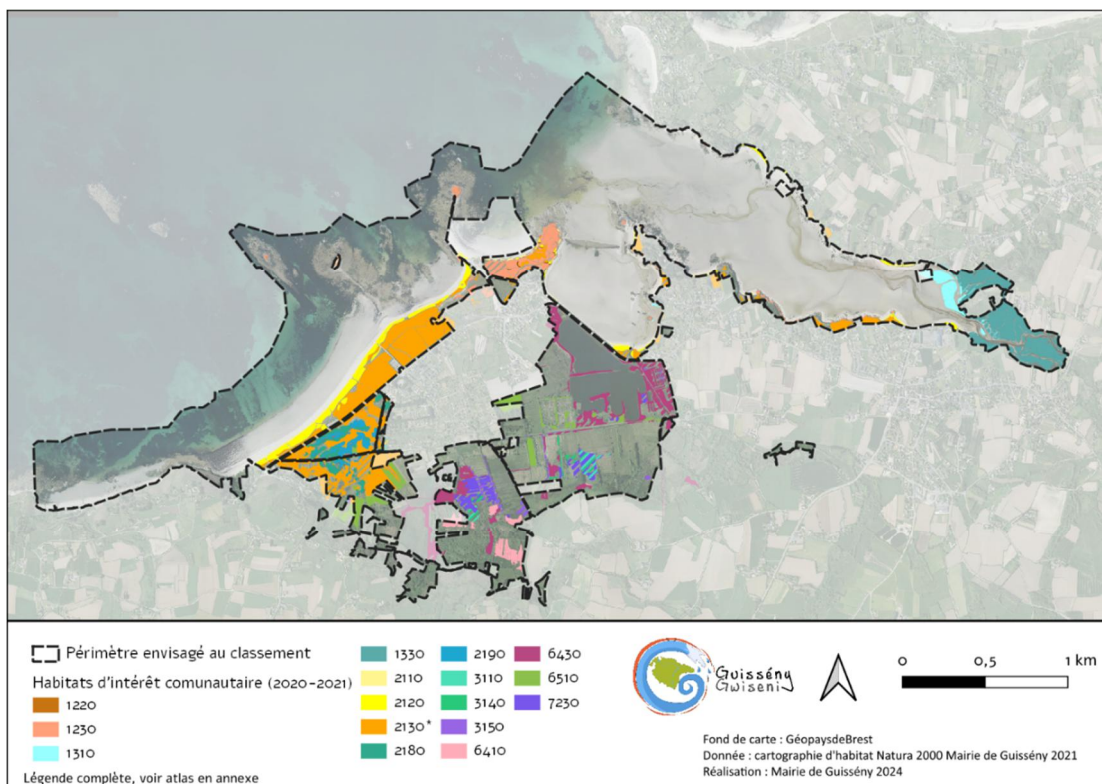 Périmètre envisagé au classement
Habitats d'intérêt comunautaire (2020-2021)
1220
1230
1310
1330
2110
2120
2130*
2180
2190
3110
3140
3150
6410
6430
6510
7230
Légende complète, voir atlas en annexe
Guissény
Gwiseni
0 0,5 1 km
Fond de carte : GéopaysdeBrest
Donnée : cartographie d'habitat Natura 2000 Mairie de Guissény 2021
Réalisation : Mairie de Guissény 2024